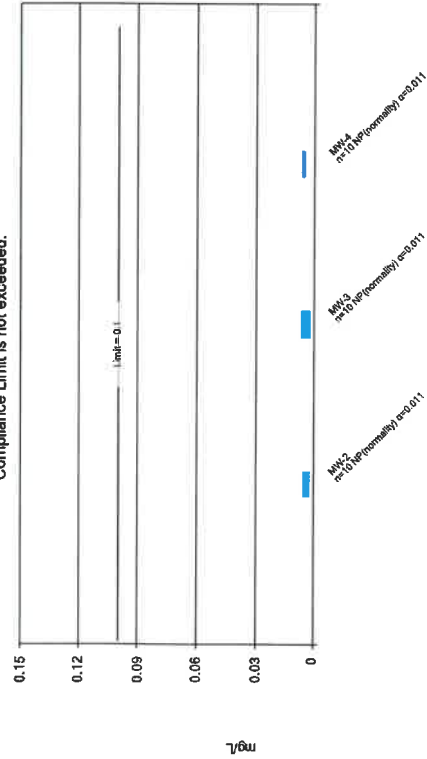 Compliance Limit is not exceeded.
0.15
0.12
0.09
0.06
0.03
0
mg/L
Limit = 0.1
MW-2
n=10 NP(normality) α=0.011
MW-3
n=10 NP(normality) α=0.011
MW-4
n=10 NP(normality) α=0.011